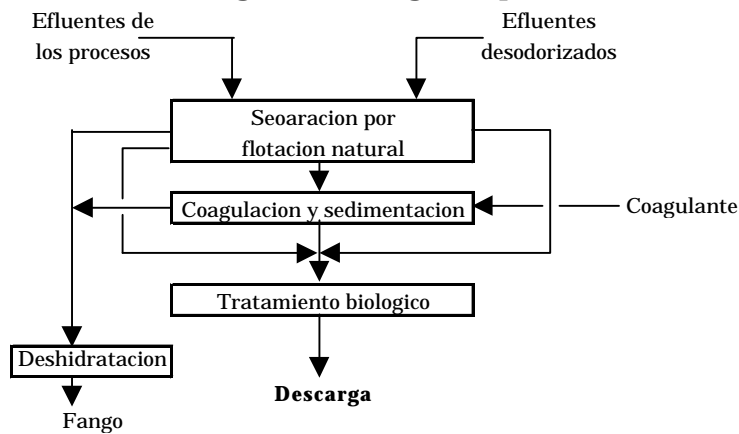 Efluentes de
los procesos
Efluentes
desodorizados
Seoaracion por
flotacion natural
Coagulacion y sedimentacion
Coagulante
Tratamiento biologico
Deshidratacion
Descarga
Fango